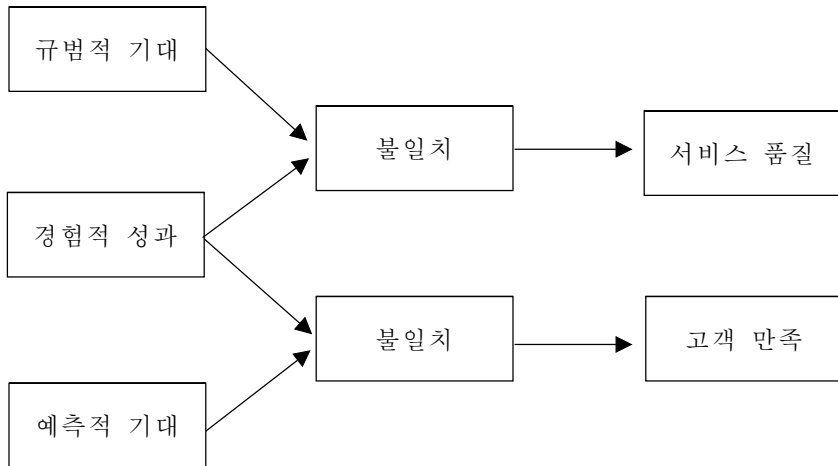 규범적 기대
불일치
서비스 품질
경험적 성과
불일치
고객 만족
예측적 기대